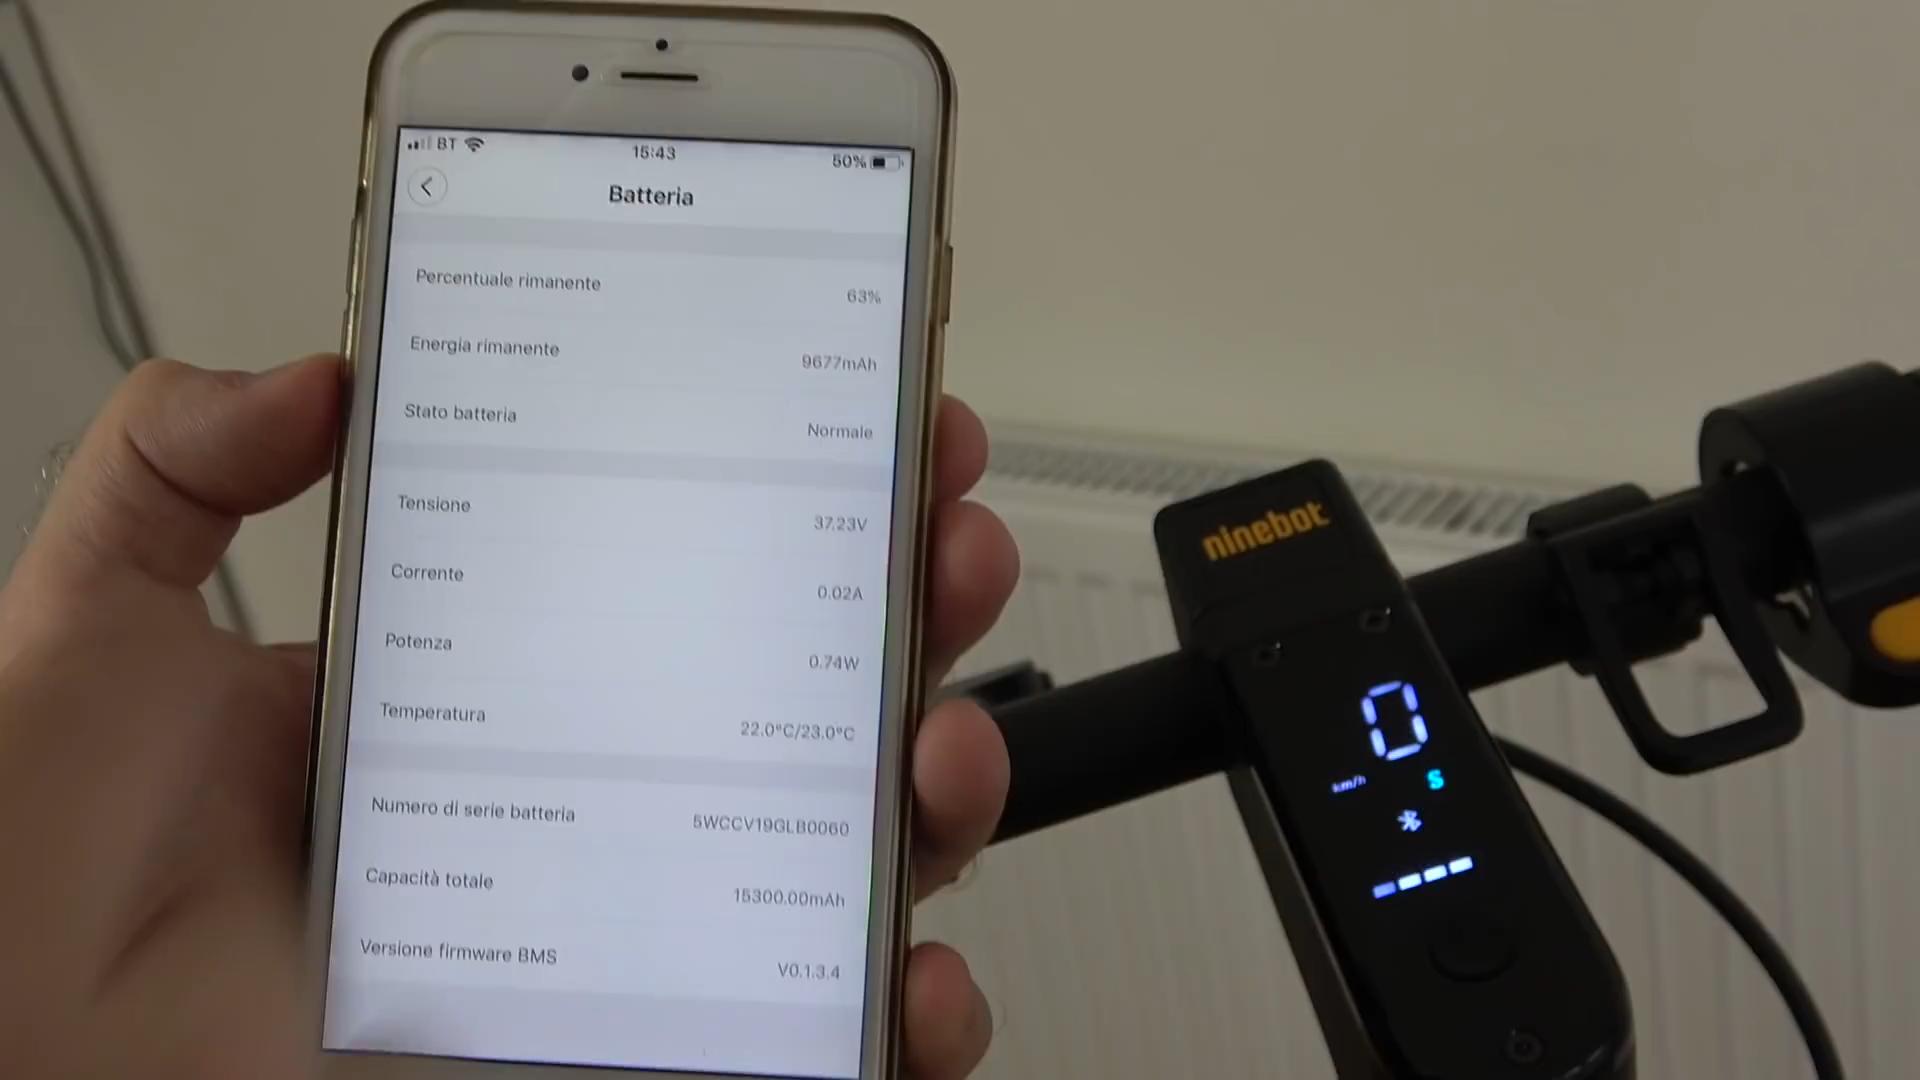 BT
15:43
50%
Batteria
Percentuale rimanente
63%
Energia rimanente
9677mAh
Stato batteria
Normale
Tensione
37.23V
Corrente
0.02A
Potenza
0.74W
Temperatura
22.0°C/23.0°C
Numero di serie batteria
5WCCV19GLB0060
Capacità totale
15300.00mAh
Versione firmware BMS
V0.1.3.4
ninebot
0
km/h
S